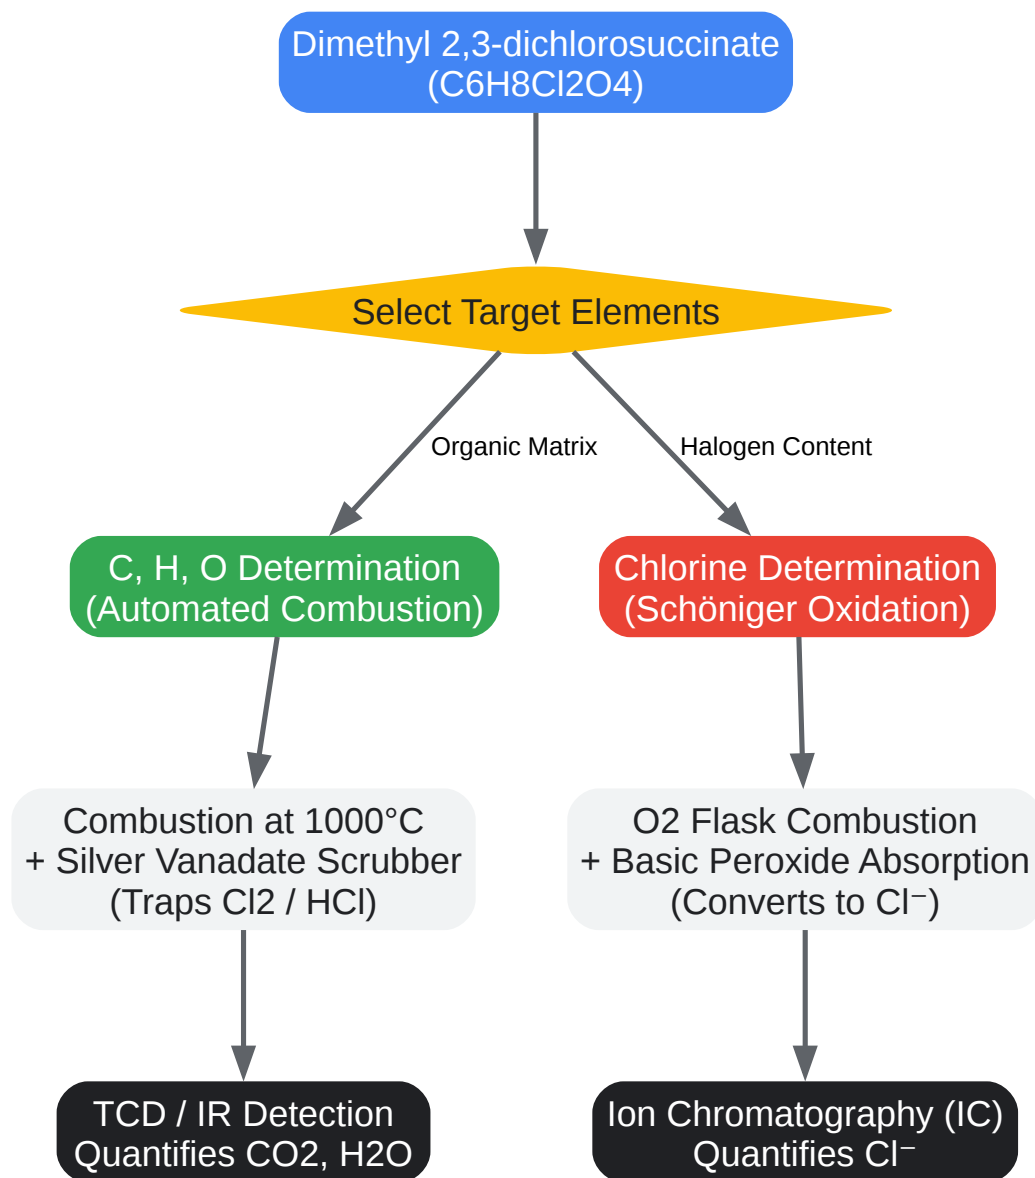 Dimethyl 2,3-dichlorosuccinate
(C6H8Cl2O4)
Select Target Elements
Organic Matrix
Halogen Content
C, H, O Determination
(Automated Combustion)
Chlorine Determination
(Schöniger Oxidation)
Combustion at 1000°C
+ Silver Vanadate Scrubber
(Traps Cl2 / HCl)
O2 Flask Combustion
+ Basic Peroxide Absorption
(Converts to Cl⁻)
TCD / IR Detection
Quantifies CO2, H2O
Ion Chromatography (IC)
Quantifies Cl⁻